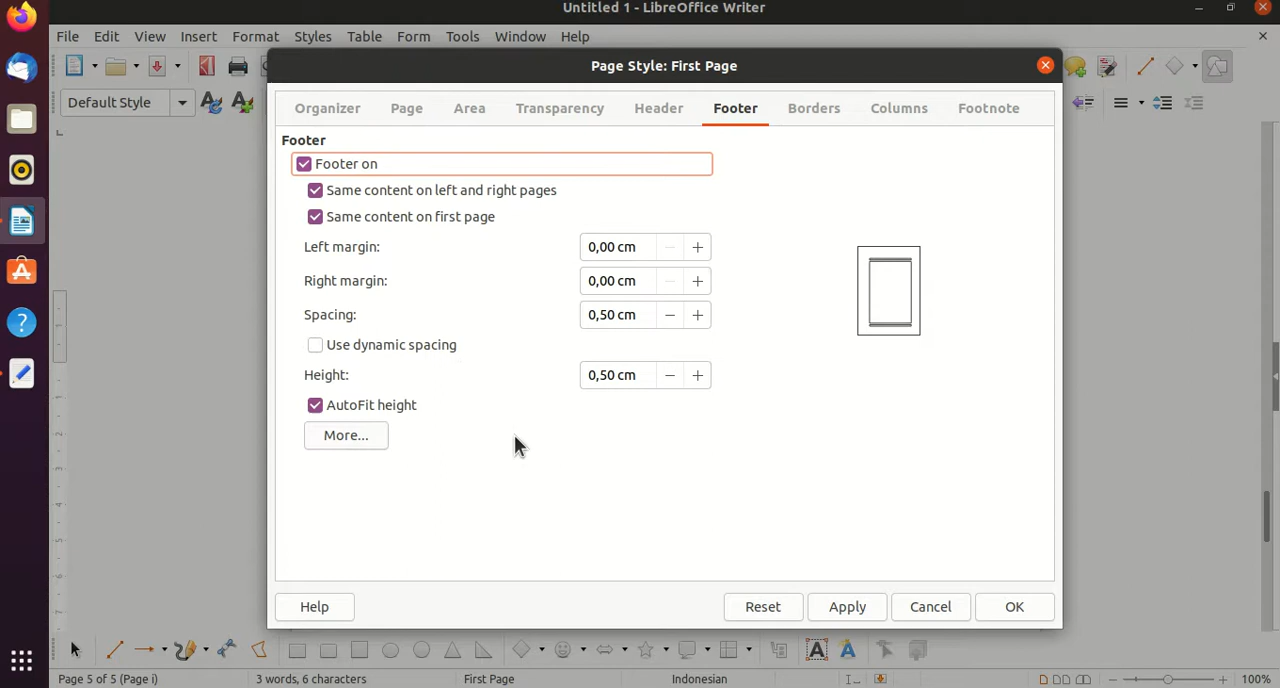 Untitled 1 - LibreOffice Writer
File Edit View Insert Format Styles Table Form Tools Window Help
Page Style: First Page
Default Style
Organizer Page Area Transparency Header Footer Borders Columns Footnote
Footer
Footer on
Same content on left and right pages
Same content on first page
Left margin: 0,00 cm
Right margin: 0,00 cm
Spacing: 0,50 cm
Use dynamic spacing
Height: 0,50 cm
AutoFit height
More...
Help Reset Apply Cancel OK
Page 5 of 5 (Page i) 3 words, 6 characters First Page Indonesian 100%